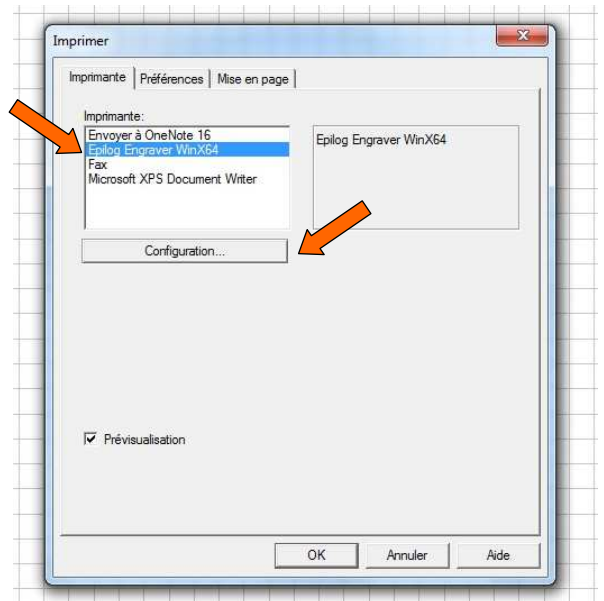 Imprimer
Imprimante Préférences Mise en page
Imprimante:
Envoyer à OneNote 16
Epilog Engraver WinX64
Fax
Microsoft XPS Document Writer
Epilog Engraver WinX64
Configuration...
Prévisualisation
OK Annuler Aide